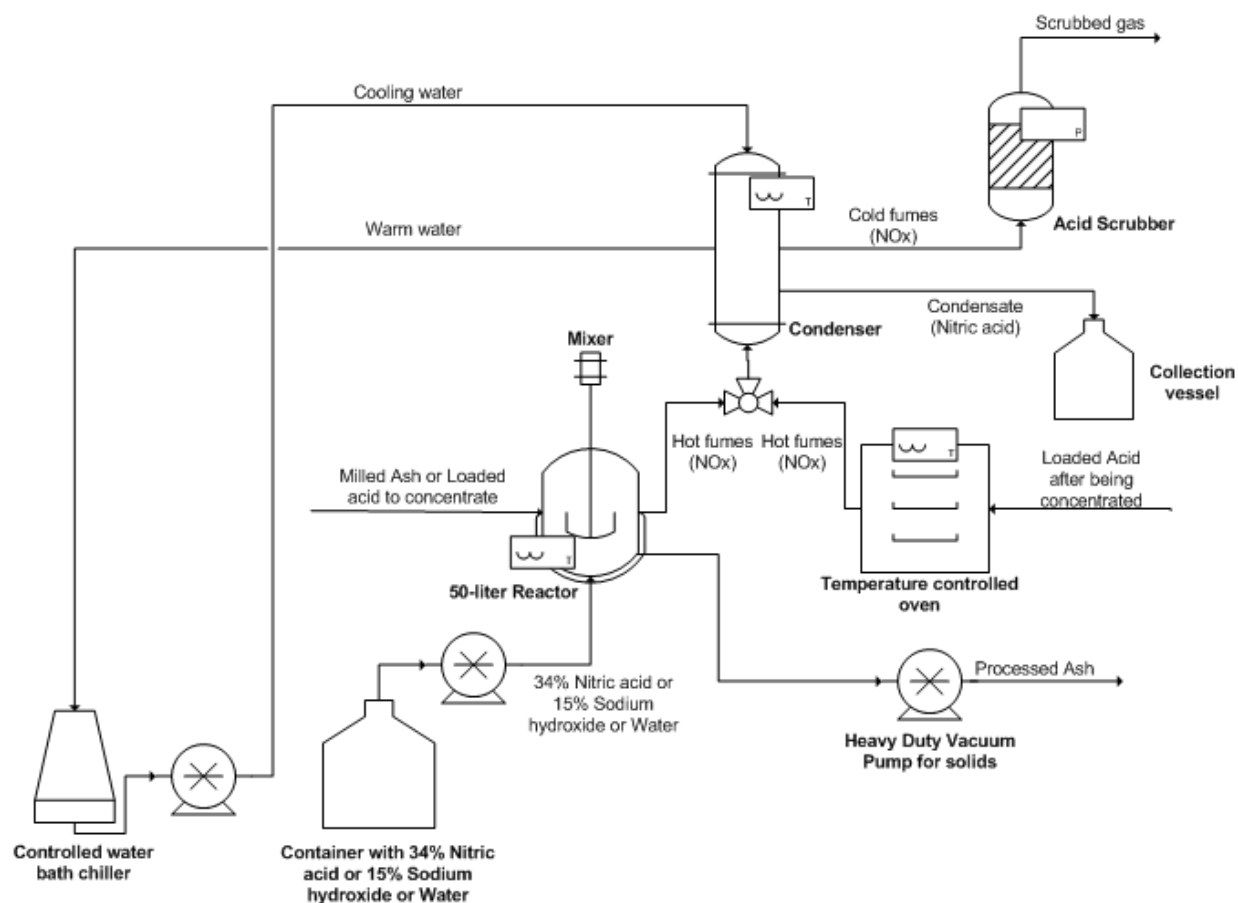 Scrubbed gas
Cooling water
P
T
Cold fumes
(NOx)
Acid Scrubber
Warm water
Condensate
(Nitric acid)
Condenser
Mixer
Collection
vessel
Hot fumes
(NOx)
Hot fumes
(NOx)
T
Loaded Acid
after being
concentrated
Milled Ash or Loaded
acid to concentrate
T
50-liter Reactor
Temperature controlled
oven
34% Nitric acid or
15% Sodium
hydroxide or Water
Processed Ash
Heavy Duty Vacuum
Pump for solids
Controlled water
bath chiller
Container with 34% Nitric
acid or 15% Sodium
hydroxide or Water